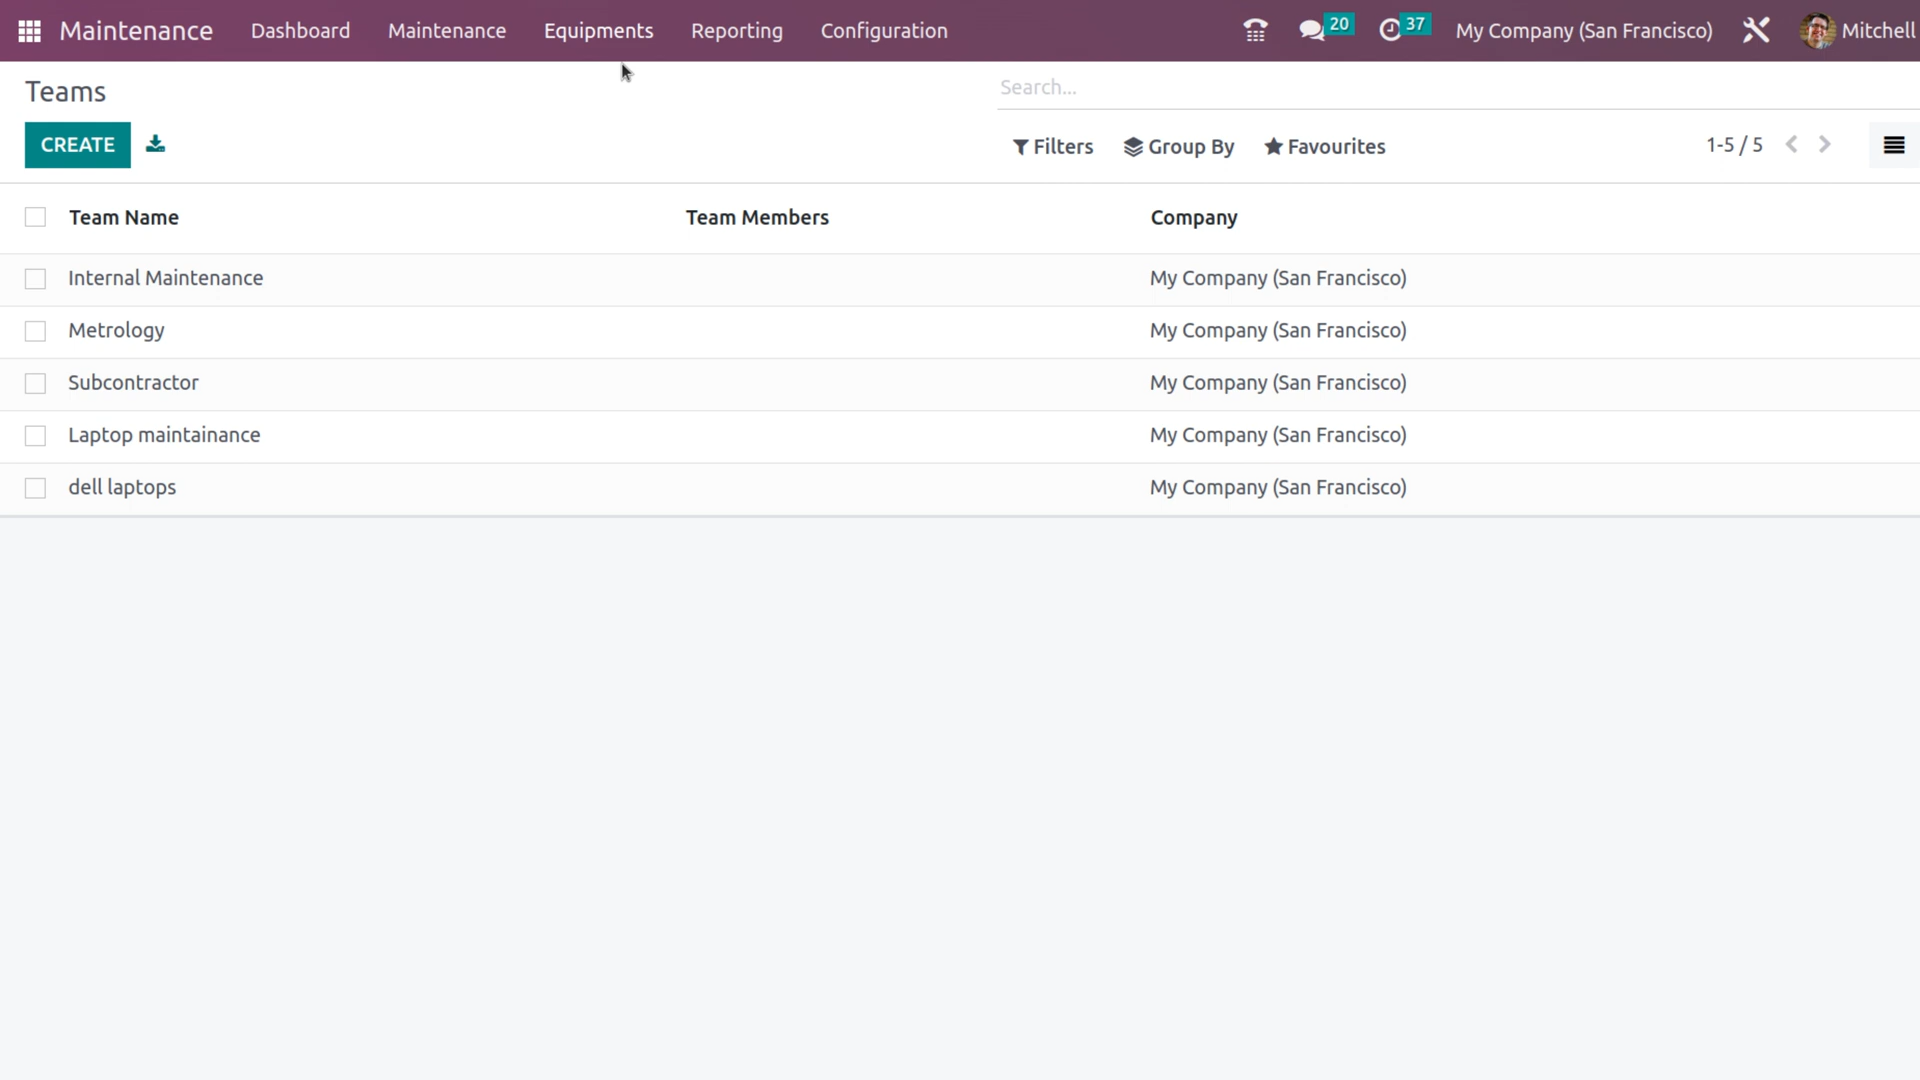 Maintenance Dashboard Maintenance Equipments Reporting Configuration 20 37 My Company (San Francisco) Mitchell
Teams Search...
CREATE Filters Group By Favourites 1-5 / 5
Team Name Team Members Company
Internal Maintenance My Company (San Francisco)
Metrology My Company (San Francisco)
Subcontractor My Company (San Francisco)
Laptop maintainance My Company (San Francisco)
dell laptops My Company (San Francisco)